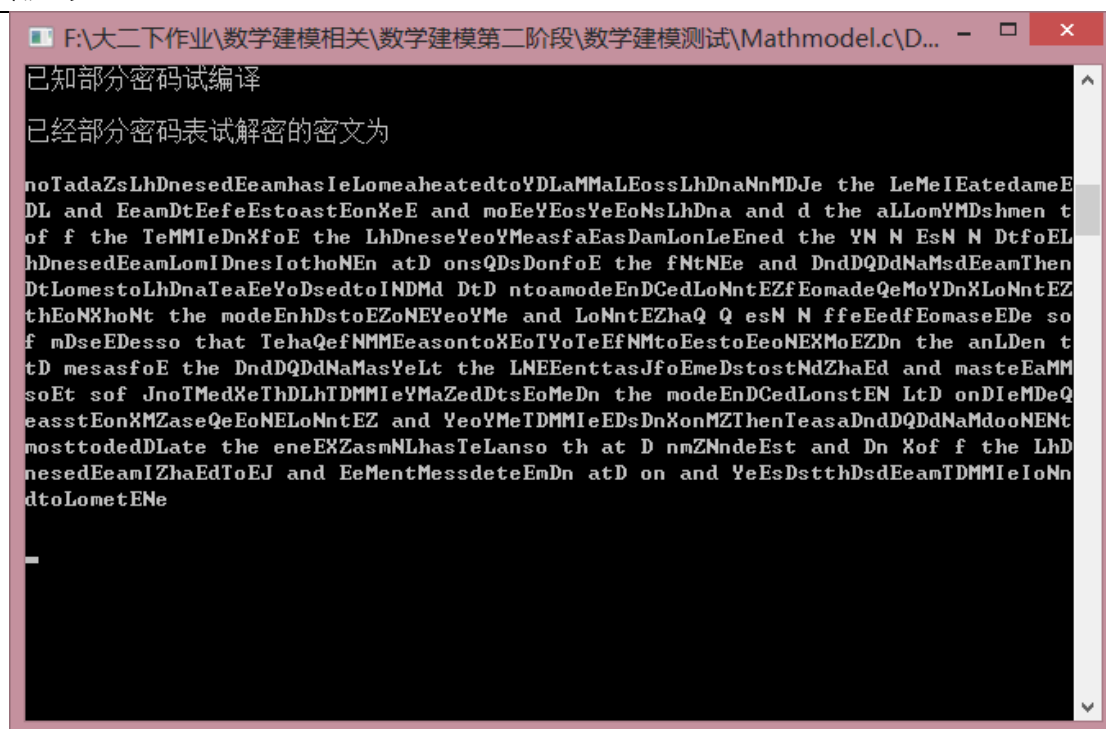 F:\大二下作业\数学建模相关\数学建模第二阶段\数学建模测试\Mathmodel.c\D...
已知部分密码试编译
已经部分密码表试解密的密文为
noTadaZsLhDnesedEeamhasIeLomeaheatedtoYDLaMMaLEossLhDnaNnMDJe the LeMeIEatedameE
DL and EeamDtEefeEstoastEonXeE and moEeYEosYeEoNsLhDna and d the aLLomYMDshmen t
of f the TeMMIeDnXfoE the LhDneseYeoYMeasfaEasDamLonLeEned the YN N EsN N DtfoEL
hDnesedEeamLomIDnesIothoNEn atD onsQDsDonfoE the fNtNEe and DndDQDdNaMsdEeamThen
DtLomestoLhDnaTeaEeYoDsedtoINDMd DtD ntoamodeEnDCedLoNntEZfEomadeQeMoYDnXLoNntEZ
thEoNXhoNt the modeEnhDstoEZoNEYeoYMe and LoNntEZhaQ Q esN N ffeEedfEomaseEDe so
f mDseEDesso that TehaQefNMMEeasontoXEoTYoTeEfNMtoEestoEeoNEXMoEZDn the anLDen t
tD mesasfoE the DndDQDdNaMasYeLt the LNEEenttasJfoEmeDstostNdZhaEd and masteEaMM
soEt sof JnoTMedXeThDLhTDMMIeYMaZedDtsEoMeDn the modeEnDCedLonstEN LtD onDIeMDeQ
easstEonXMZaseQeEoNELoNntEZ and YeoYMeTDMMIeEDsDnXonMZThenTeasaDndDQDdNaMdooNENt
mosttodedDLate the eneEXZasmNLhasTeLanso th at D nmZNndeEst and Dn Xof f the LhD
nesedEeamIZhaEdToEJ and EeMentMessdeteEmDn atD on and YeEsDstthDsdEeamTDMMIeIoNn
dtoLometENe